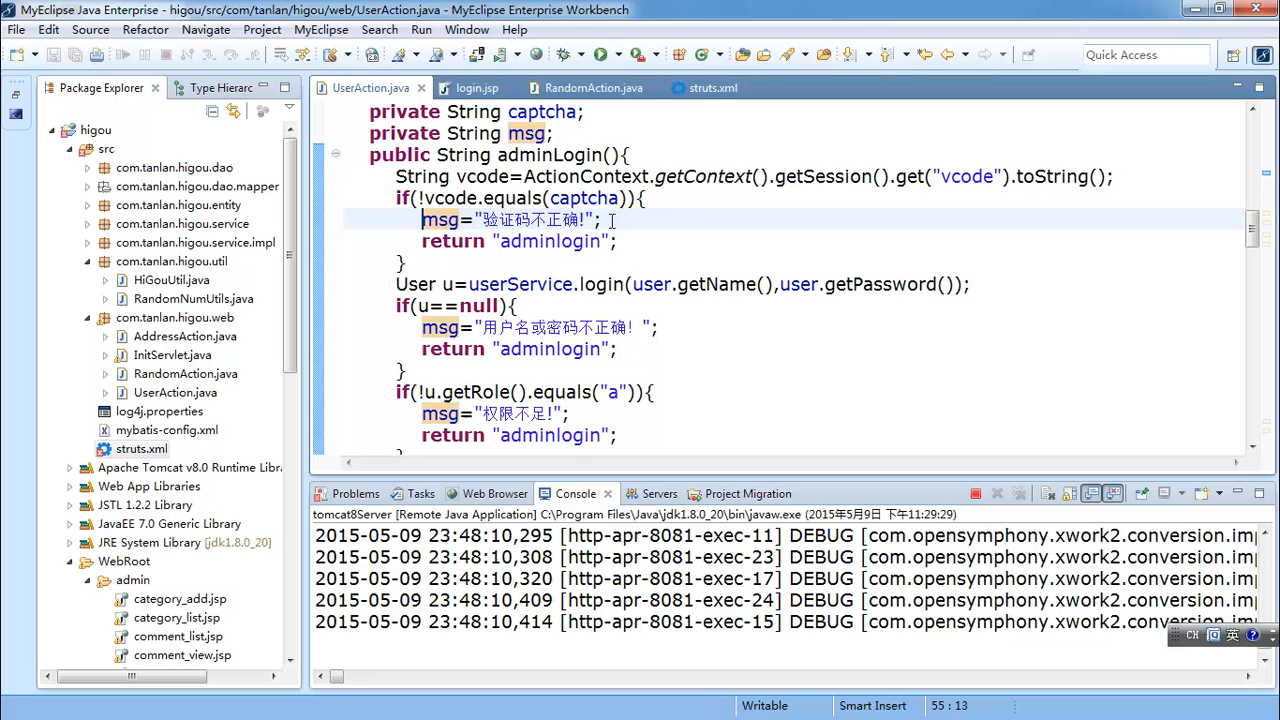 MyEclipse Java Enterprise - higou/src/com/tanlan/higou/web/UserAction.java - MyEclipse Enterprise Workbench
File Edit Source Refactor Navigate Project MyEclipse Search Run Window Help
Quick Access
Package Explorer
Type Hierarc
higou
src
com.tanlan.higou.dao
com.tanlan.higou.dao.mapper
com.tanlan.higou.entity
com.tanlan.higou.service
com.tanlan.higou.service.impl
com.tanlan.higou.util
HiGouUtil.java
RandomNumUtils.java
com.tanlan.higou.web
AddressAction.java
InitServlet.java
RandomAction.java
UserAction.java
log4j.properties
mybatis-config.xml
struts.xml
Apache Tomcat v8.0 Runtime Libra
Web App Libraries
JSTL 1.2.2 Library
JavaEE 7.0 Generic Library
JRE System Library [jdk1.8.0_20]
WebRoot
admin
category_add.jsp
category_list.jsp
comment_list.jsp
comment_view.jsp
UserAction.java login.jsp RandomAction.java struts.xml
private String captcha;
private String msg;
public String adminLogin(){
String vcode=ActionContext.getContext().getSession().get("vcode").toString();
if(!vcode.equals(captcha)){
msg="验证码不正确!";
return "adminlogin";
}
User u=userService.login(user.getName(),user.getPassword());
if(u==null){
msg="用户名或密码不正确! ";
return "adminlogin";
}
if(!u.getRole().equals("a")){
msg="权限不足!";
return "adminlogin";
Problems Tasks Web Browser Console Servers Project Migration
tomcat8Server [Remote Java Application] C:\Program Files\Java\jdk1.8.0_20\bin\javaw.exe (2015年5月9日 下午11:29:29)
2015-05-09 23:48:10,295 [http-apr-8081-exec-11] DEBUG [com.opensymphony.xwork2.conversion.imp
2015-05-09 23:48:10,308 [http-apr-8081-exec-23] DEBUG [com.opensymphony.xwork2.conversion.imp
2015-05-09 23:48:10,320 [http-apr-8081-exec-17] DEBUG [com.opensymphony.xwork2.conversion.imp
2015-05-09 23:48:10,409 [http-apr-8081-exec-24] DEBUG [com.opensymphony.xwork2.conversion.imp
2015-05-09 23:48:10,414 [http-apr-8081-exec-15] DEBUG [com.opensymphony.xwork2.conversion.imp
CH 英
Writable Smart Insert 55 : 13